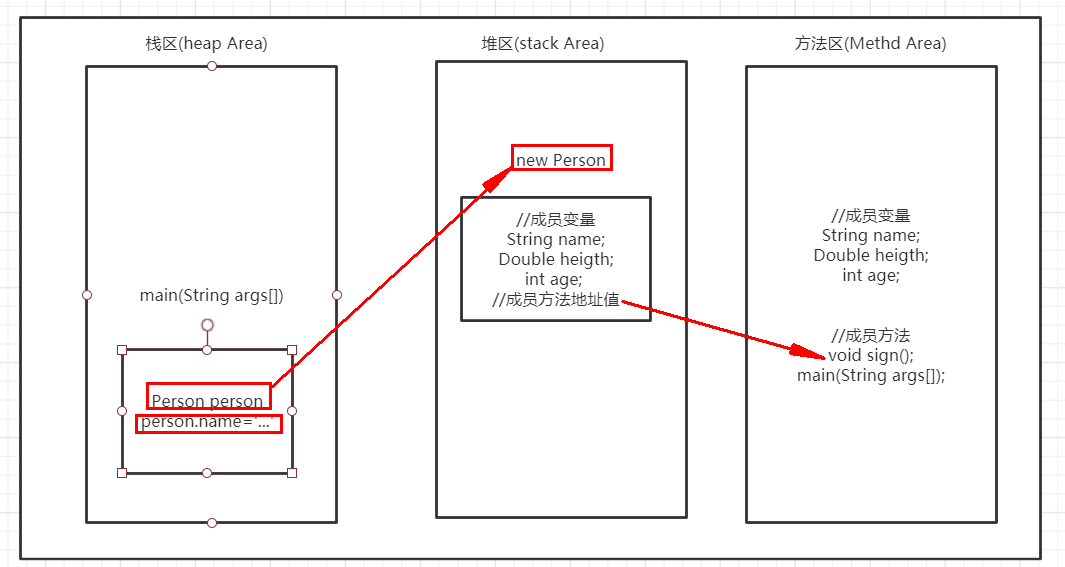 栈区(heap Area)
堆区(stack Area)
方法区(Methd Area)
main(String args[])
Person person
person.name='...'
new Person
//成员变量
String name;
Double heigth;
int age;
//成员方法地址值
//成员变量
String name;
Double heigth;
int age;
//成员方法
void sign();
main(String args[]);